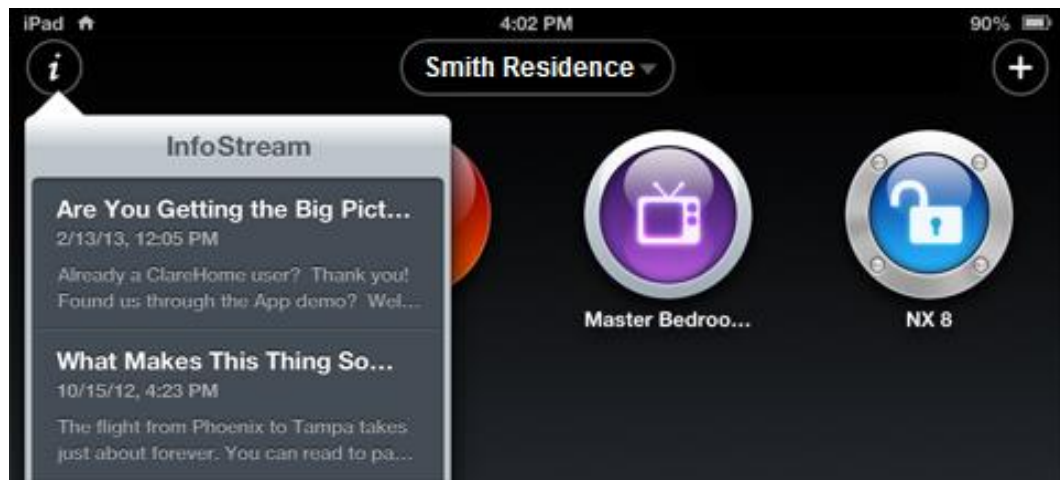 iPad 4:02 PM 90%
i Smith Residence +
InfoStream
Are You Getting the Big Pict...
2/13/13, 12:05 PM
Already a ClareHome user? Thank you!
Found us through the App demo? Wel...
What Makes This Thing So...
10/15/12, 4:23 PM
The flight from Phoenix to Tampa takes
just about forever. You can read to pa...
Master Bedroo...
NX 8